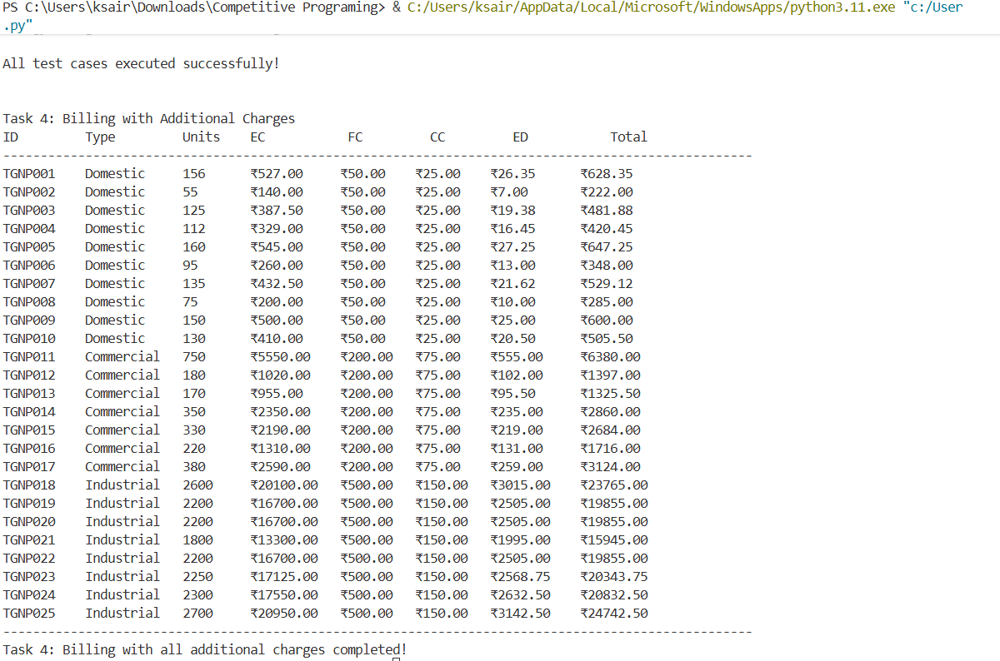 PS C:\Users\ksair\Downloads\Competitive Programing> & C:/Users/ksair/AppData/Local/Microsoft/WindowsApps/python3.11.exe "c:/User
.py"
All test cases executed successfully!
Task 4: Billing with Additional Charges
ID Type Units EC FC CC ED Total
----------------------------------------------------------------------------------------------------
TGNP001 Domestic 156 ₹527.00 ₹50.00 ₹25.00 ₹26.35 ₹628.35
TGNP002 Domestic 55 ₹140.00 ₹50.00 ₹25.00 ₹7.00 ₹222.00
TGNP003 Domestic 125 ₹387.50 ₹50.00 ₹25.00 ₹19.38 ₹481.88
TGNP004 Domestic 112 ₹329.00 ₹50.00 ₹25.00 ₹16.45 ₹420.45
TGNP005 Domestic 160 ₹545.00 ₹50.00 ₹25.00 ₹27.25 ₹647.25
TGNP006 Domestic 95 ₹260.00 ₹50.00 ₹25.00 ₹13.00 ₹348.00
TGNP007 Domestic 135 ₹432.50 ₹50.00 ₹25.00 ₹21.62 ₹529.12
TGNP008 Domestic 75 ₹200.00 ₹50.00 ₹25.00 ₹10.00 ₹285.00
TGNP009 Domestic 150 ₹500.00 ₹50.00 ₹25.00 ₹25.00 ₹600.00
TGNP010 Domestic 130 ₹410.00 ₹50.00 ₹25.00 ₹20.50 ₹505.50
TGNP011 Commercial 750 ₹5550.00 ₹200.00 ₹75.00 ₹555.00 ₹6380.00
TGNP012 Commercial 180 ₹1020.00 ₹200.00 ₹75.00 ₹102.00 ₹1397.00
TGNP013 Commercial 170 ₹955.00 ₹200.00 ₹75.00 ₹95.50 ₹1325.50
TGNP014 Commercial 350 ₹2350.00 ₹200.00 ₹75.00 ₹235.00 ₹2860.00
TGNP015 Commercial 330 ₹2190.00 ₹200.00 ₹75.00 ₹219.00 ₹2684.00
TGNP016 Commercial 220 ₹1310.00 ₹200.00 ₹75.00 ₹131.00 ₹1716.00
TGNP017 Commercial 380 ₹2590.00 ₹200.00 ₹75.00 ₹259.00 ₹3124.00
TGNP018 Industrial 2600 ₹20100.00 ₹500.00 ₹150.00 ₹3015.00 ₹23765.00
TGNP019 Industrial 2200 ₹16700.00 ₹500.00 ₹150.00 ₹2505.00 ₹19855.00
TGNP020 Industrial 2200 ₹16700.00 ₹500.00 ₹150.00 ₹2505.00 ₹19855.00
TGNP021 Industrial 1800 ₹13300.00 ₹500.00 ₹150.00 ₹1995.00 ₹15945.00
TGNP022 Industrial 2200 ₹16700.00 ₹500.00 ₹150.00 ₹2505.00 ₹19855.00
TGNP023 Industrial 2250 ₹17125.00 ₹500.00 ₹150.00 ₹2568.75 ₹20343.75
TGNP024 Industrial 2300 ₹17550.00 ₹500.00 ₹150.00 ₹2632.50 ₹20832.50
TGNP025 Industrial 2700 ₹20950.00 ₹500.00 ₹150.00 ₹3142.50 ₹24742.50
----------------------------------------------------------------------------------------------------
Task 4: Billing with all additional charges completed!